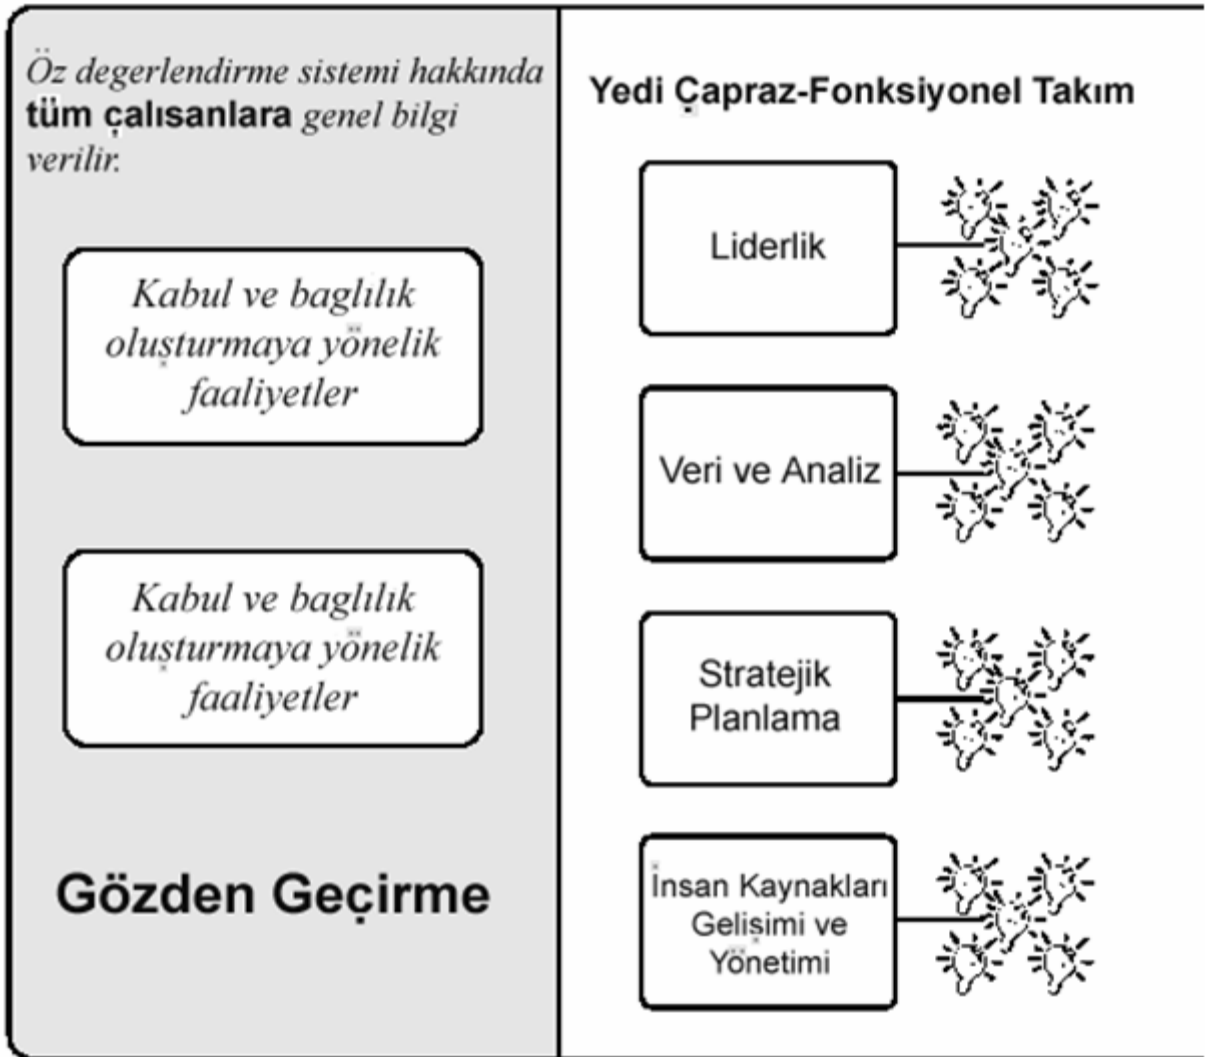 Öz degerlendirme sistemi hakkında
tüm çalısanlara genel bilgi
verilir.
Kabul ve baglılık
oluşturmaya yönelik
faaliyetler
Kabul ve baglılık
oluşturmaya yönelik
faaliyetler
Gözden Geçirme
Yedi Çapraz-Fonksiyonel Takım
Liderlik
Veri ve Analiz
Stratejik
Planlama
İnsan Kaynakları
Gelişimi ve
Yönetimi